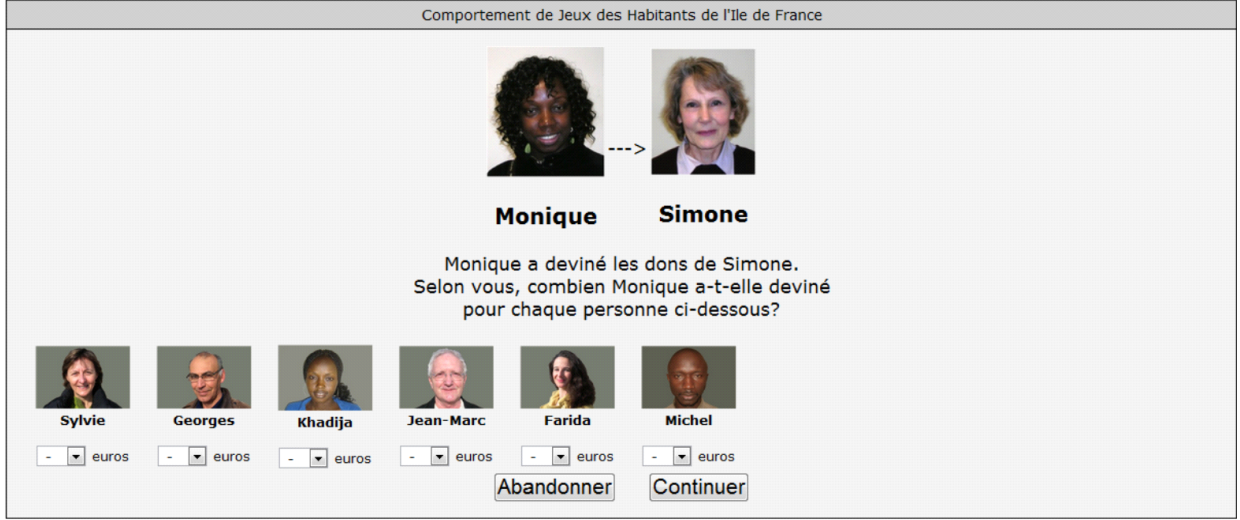 Comportement de Jeux des Habitants de l'Ile de France
--->
Monique Simone
Monique a deviné les dons de Simone.
Selon vous, combien Monique a-t-elle deviné
pour chaque personne ci-dessous?
Sylvie Georges Khadija Jean-Marc Farida Michel
- euros - euros - euros - euros - euros - euros
Abandonner Continuer